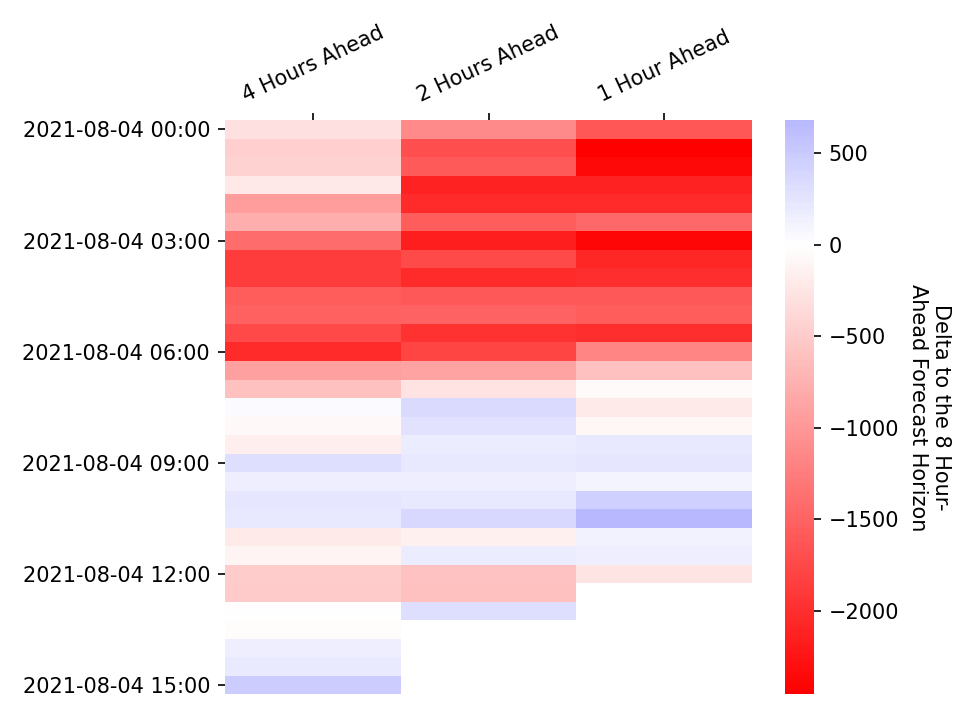 4 Hours Ahead
2 Hours Ahead
1 Hour Ahead
2021-08-04 00:00
2021-08-04 03:00
2021-08-04 06:00
2021-08-04 09:00
2021-08-04 12:00
2021-08-04 15:00
500
0
−500
−1000
−1500
−2000
Delta to the 8 Hour-
Ahead Forecast Horizon